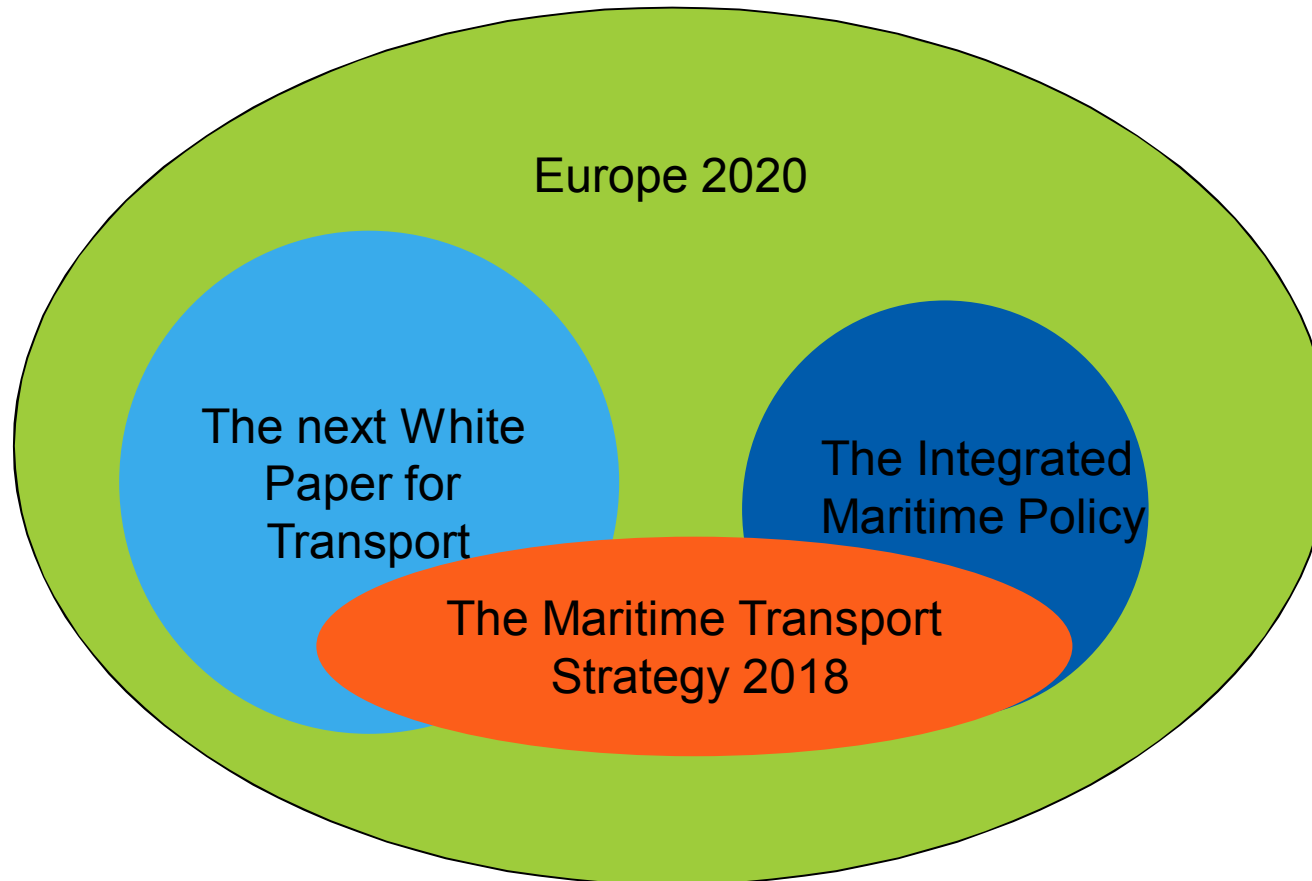 Europe 2020
The next White
Paper for
Transport
The Integrated
Maritime Policy
The Maritime Transport
Strategy 2018